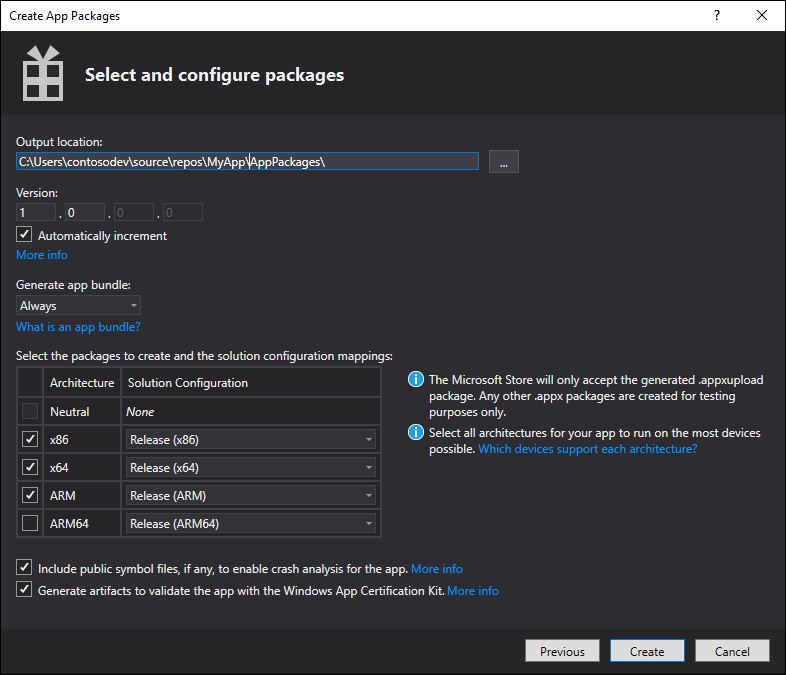 Create App Packages
?
Select and configure packages
Output location:
C:\Users\contosodev\source\repos\MyApp\AppPackages\
...
Version:
1 . 0 . 0 . 0
Automatically increment
More info
Generate app bundle:
Always
What is an app bundle?
Select the packages to create and the solution configuration mappings:
Architecture Solution Configuration
Neutral None
x86 Release (x86)
x64 Release (x64)
ARM Release (ARM)
ARM64 Release (ARM64)
The Microsoft Store will only accept the generated .appxupload
package. Any other .appx packages are created for testing
purposes only.
Select all architectures for your app to run on the most devices
possible. Which devices support each architecture?
Include public symbol files, if any, to enable crash analysis for the app. More info
Generate artifacts to validate the app with the Windows App Certification Kit. More info
Previous Create Cancel